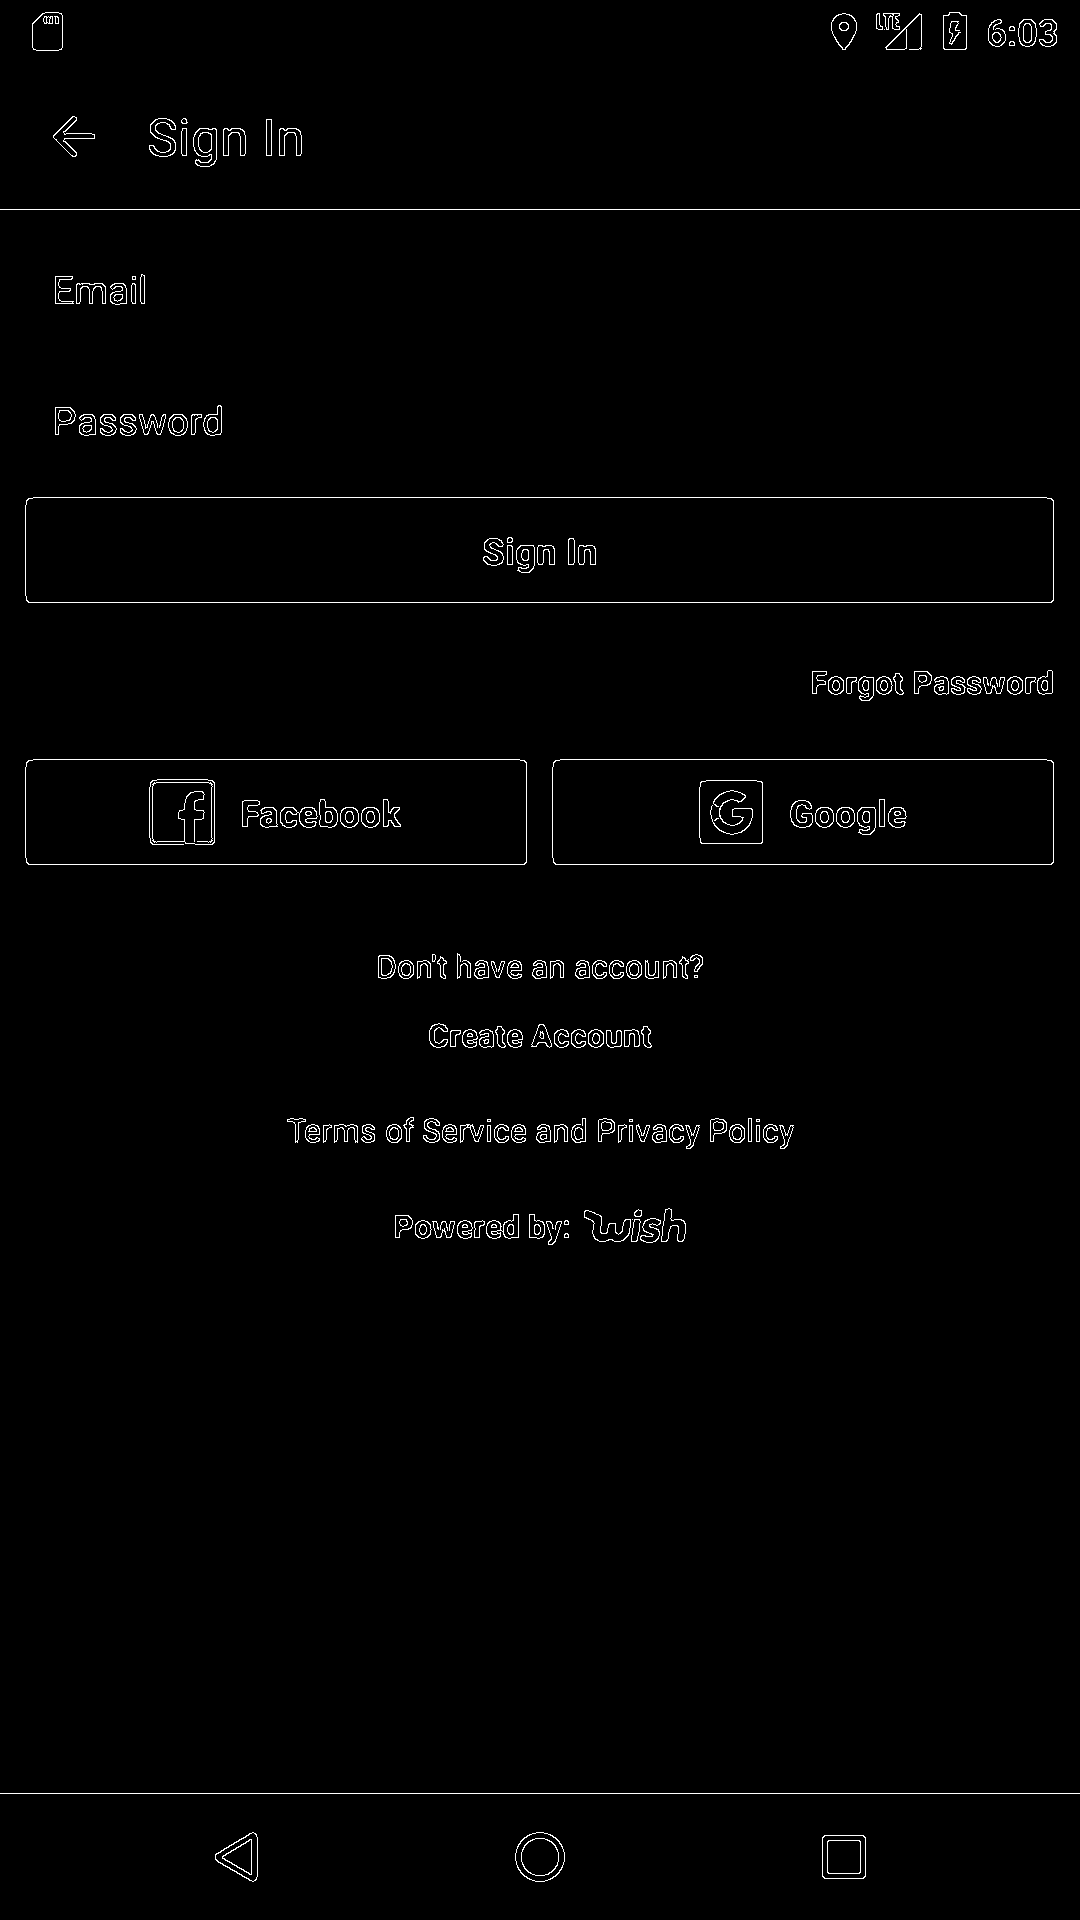 LTE 6:03
Sign In
Email
Password
Sign In
Forgot Password
Facebook Google
Don't have an account?
Create Account
Terms of Service and Privacy Policy
Powered by: wish